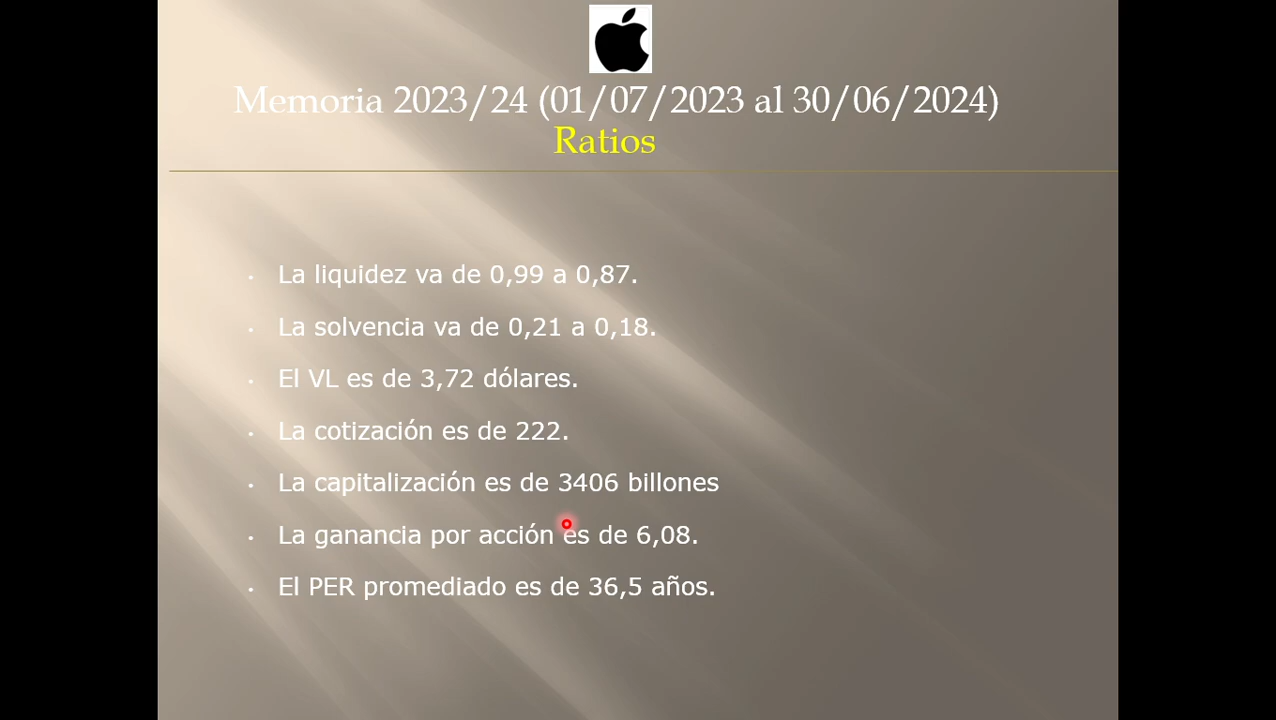 Memoria 2023/24 (01/07/2023 al 30/06/2024)
Ratios
• La liquidez va de 0,99 a 0,87.
• La solvencia va de 0,21 a 0,18.
• El VL es de 3,72 dólares.
• La cotización es de 222.
• La capitalización es de 3406 billones
• La ganancia por acción es de 6,08.
• El PER promediado es de 36,5 años.